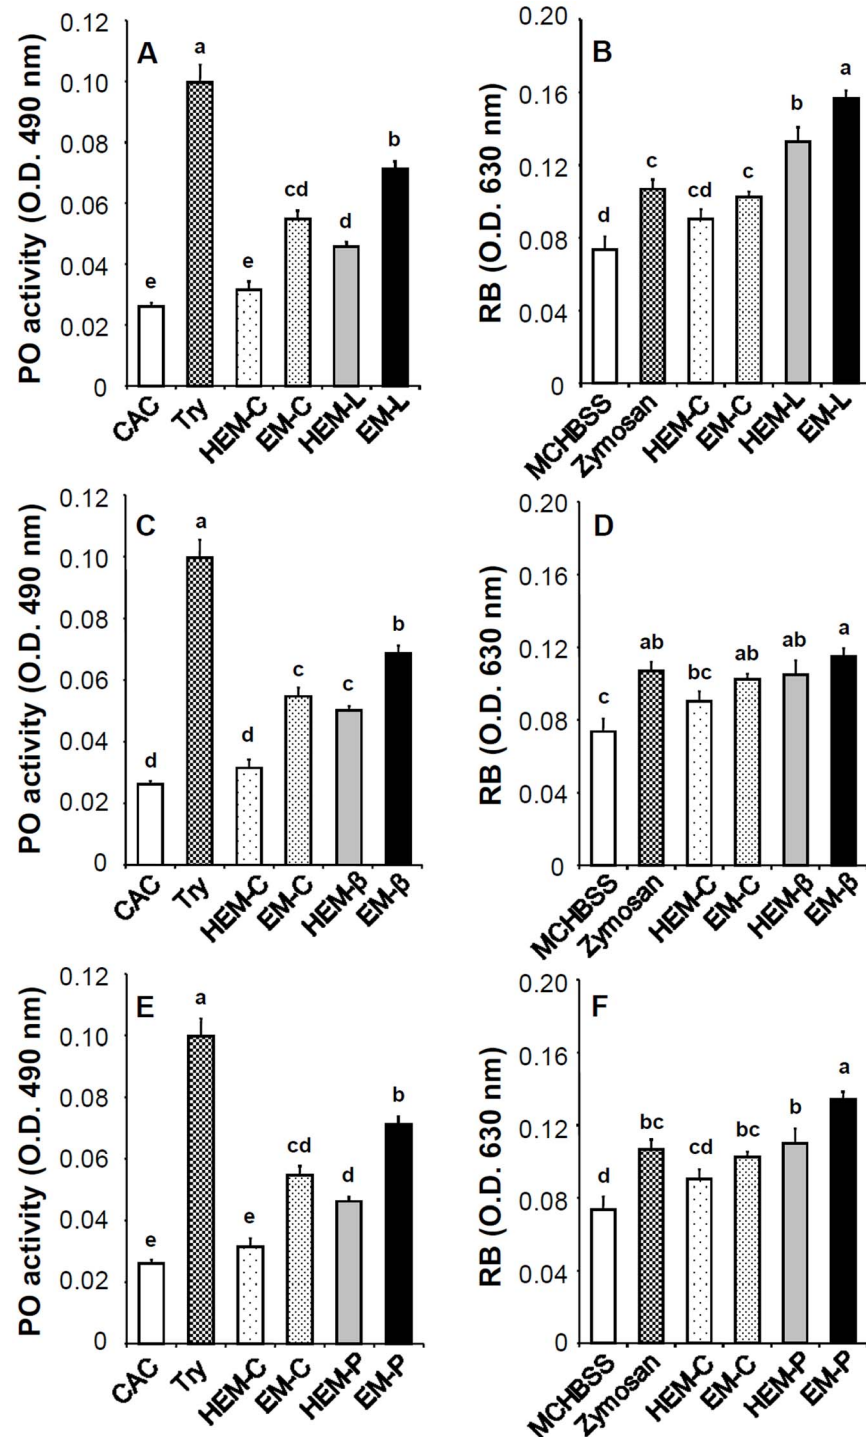 A
PO activity (O.D. 490 nm)
0.12
0.10
0.08
0.06
0.04
0.02
0
e
a
e
cd
d
b
CAC
Try
HEM-C
EM-C
HEM-L
EM-L
B
RB (O.D. 630 nm)
0.20
0.16
0.12
0.08
0.04
0
d
c
cd
c
b
a
MCHBSS
Zymosan
HEM-C
EM-C
HEM-L
EM-L
C
PO activity (O.D. 490 nm)
0.12
0.10
0.08
0.06
0.04
0.02
0
d
a
d
c
c
b
CAC
Try
HEM-C
EM-C
HEM-β
EM-β
D
RB (O.D. 630 nm)
0.20
0.16
0.12
0.08
0.04
0
c
ab
bc
ab
ab
a
MCHBSS
Zymosan
HEM-C
EM-C
HEM-β
EM-β
E
PO activity (O.D. 490 nm)
0.12
0.10
0.08
0.06
0.04
0.02
0
e
a
e
cd
d
b
CAC
Try
HEM-C
EM-C
HEM-P
EM-P
F
RB (O.D. 630 nm)
0.20
0.16
0.12
0.08
0.04
0
d
bc
cd
bc
b
a
MCHBSS
Zymosan
HEM-C
EM-C
HEM-P
EM-P